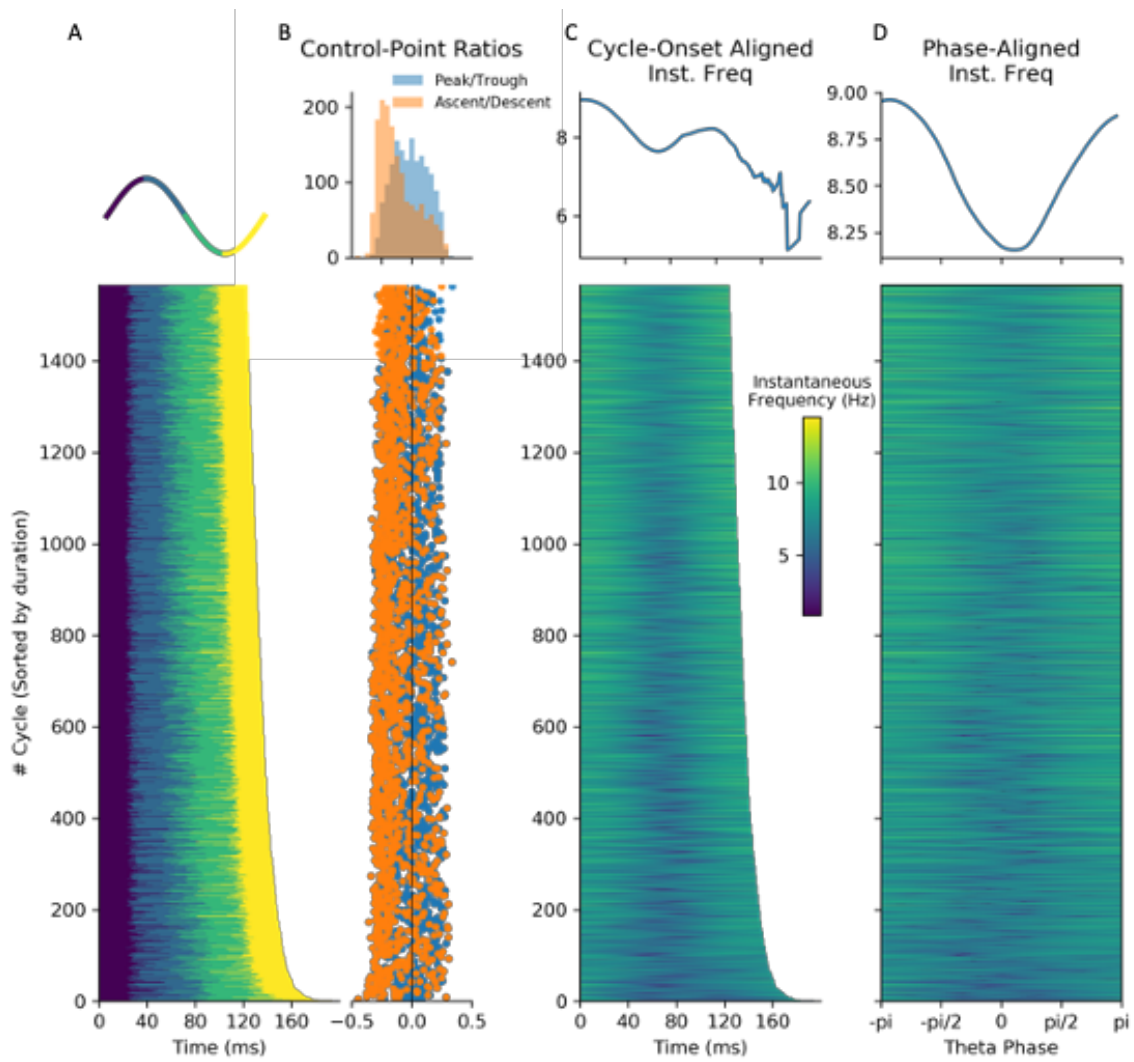 A
B
Control-Point Ratios
Peak/Trough
Ascent/Descent
200
100
0
C
Cycle-Onset Aligned
Inst. Freq
8
6
D
Phase-Aligned
Inst. Freq
9.00
8.75
8.50
8.25
# Cycle (Sorted by duration)
1400
1200
1000
800
600
400
200
0
0 40 80 120 160
Time (ms)
−0.5 0.0 0.5
1400
1200
1000
800
600
400
200
0
0 40 80 120 160
Time (ms)
Instantaneous
Frequency (Hz)
10
5
-pi -pi/2 0 pi/2 pi
Theta Phase